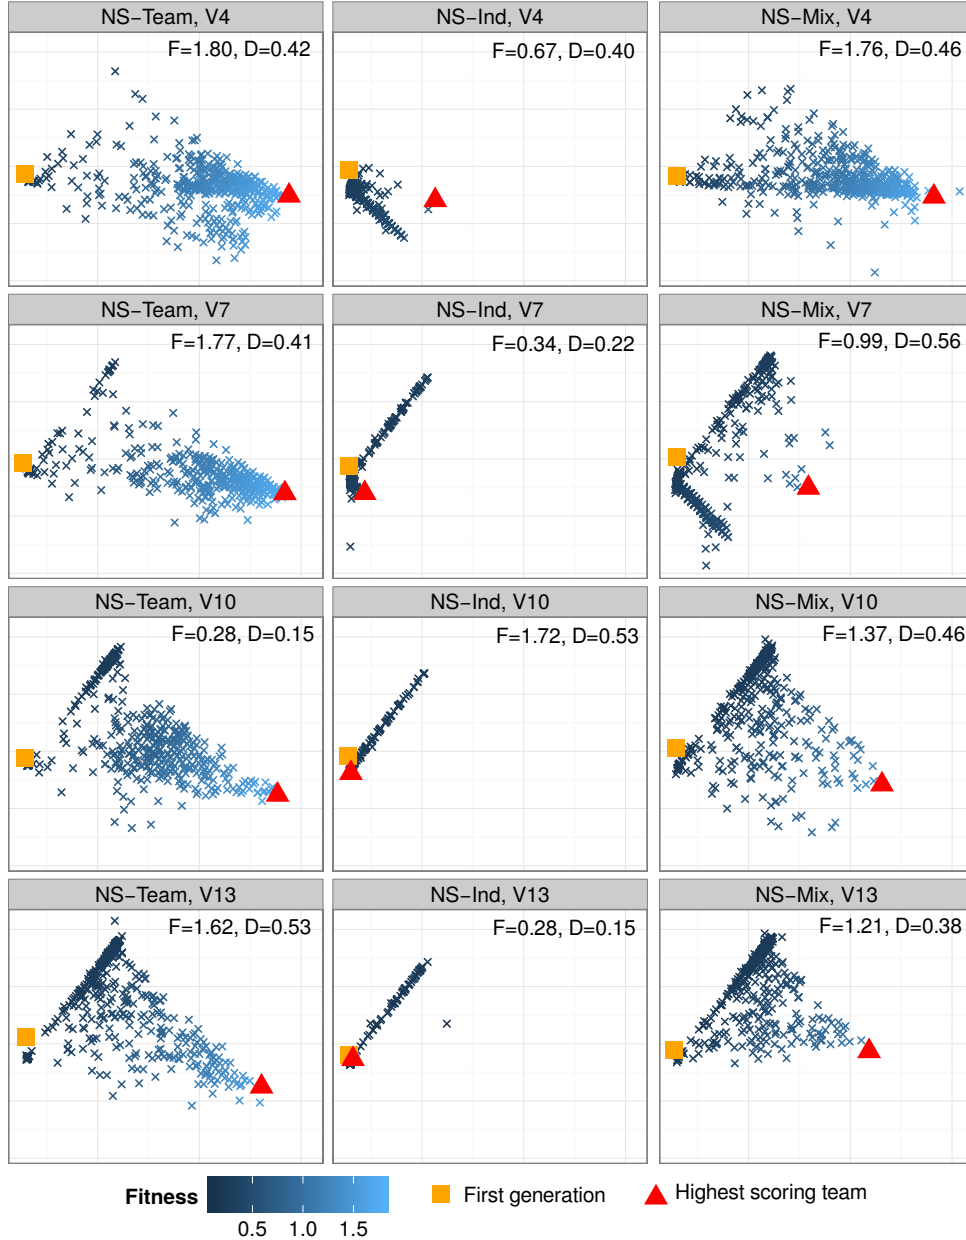 NS−Team, V4
F=1.80, D=0.42
NS−Ind, V4
F=0.67, D=0.40
NS−Mix, V4
F=1.76, D=0.46
NS−Team, V7
F=1.77, D=0.41
NS−Ind, V7
F=0.34, D=0.22
NS−Mix, V7
F=0.99, D=0.56
NS−Team, V10
F=0.28, D=0.15
NS−Ind, V10
F=1.72, D=0.53
NS−Mix, V10
F=1.37, D=0.46
NS−Team, V13
F=1.62, D=0.53
NS−Ind, V13
F=0.28, D=0.15
NS−Mix, V13
F=1.21, D=0.38
Fitness
0.5 1.0 1.5
First generation
Highest scoring team